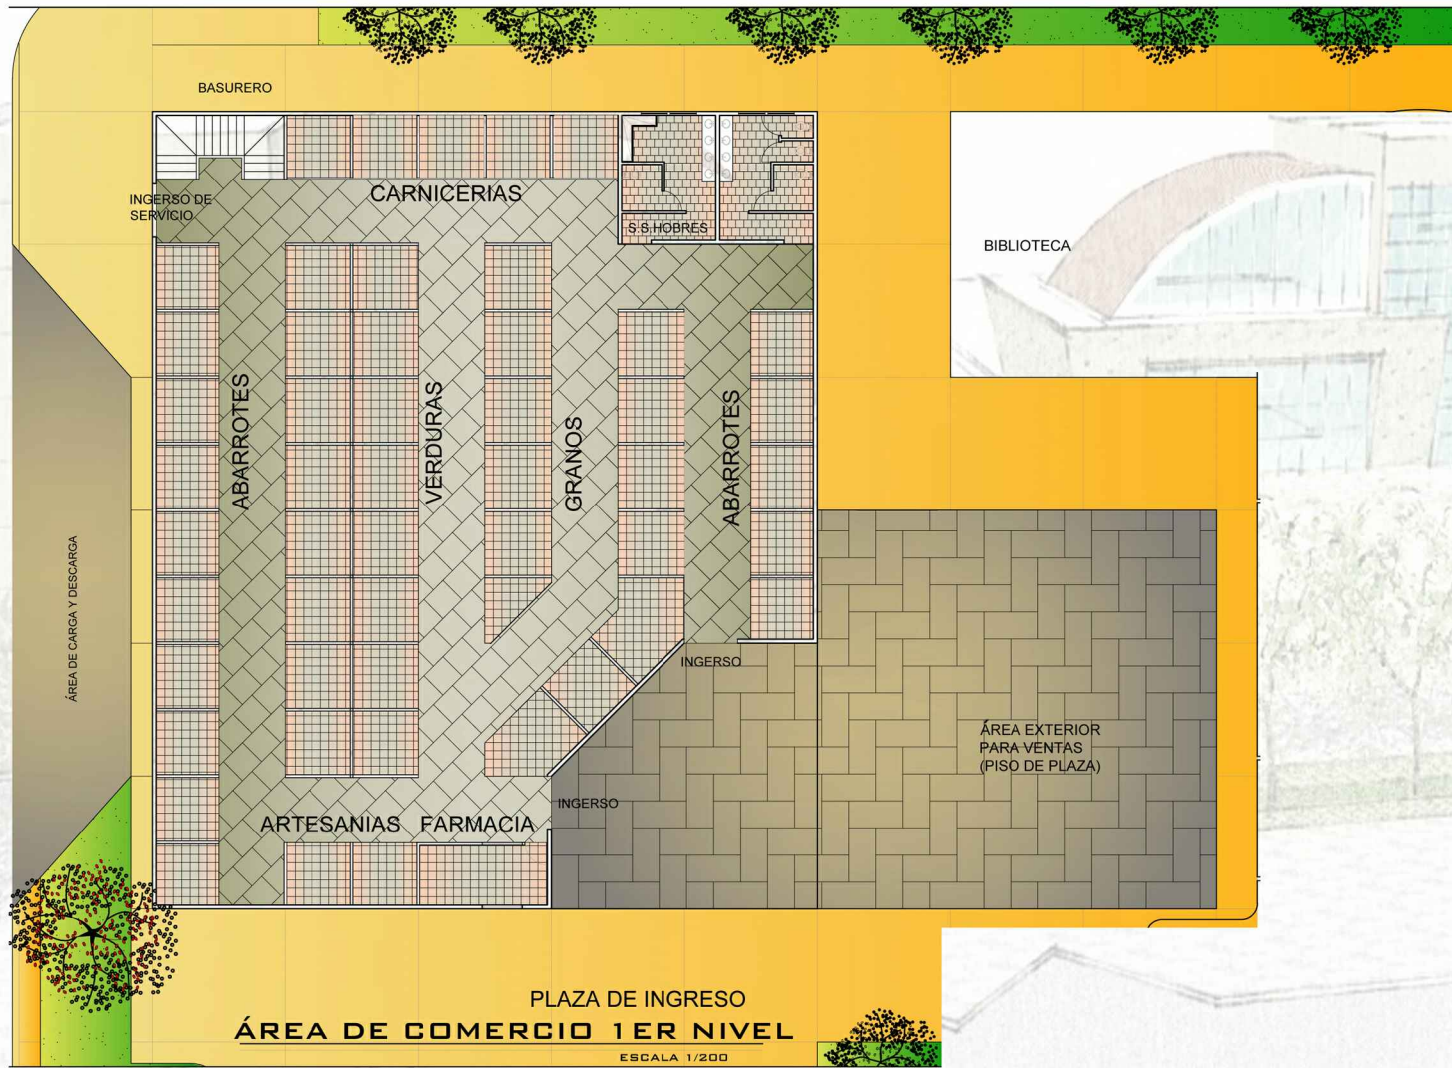 BASURERO
CARNICERIAS
INGERSO DE
SERVICIO
S.S.HOBRES
BIBLIOTECA
ABARROTES
VERDURAS
GRANOS
ABARROTES
ÁREA DE CARGA Y DESCARGA
INGERSO
ÁREA EXTERIOR
PARA VENTAS
(PISO DE PLAZA)
INGERSO
ARTESANIAS FARMACIA
PLAZA DE INGRESO
ÁREA DE COMERCIO 1ER NIVEL
ESCALA 1/200